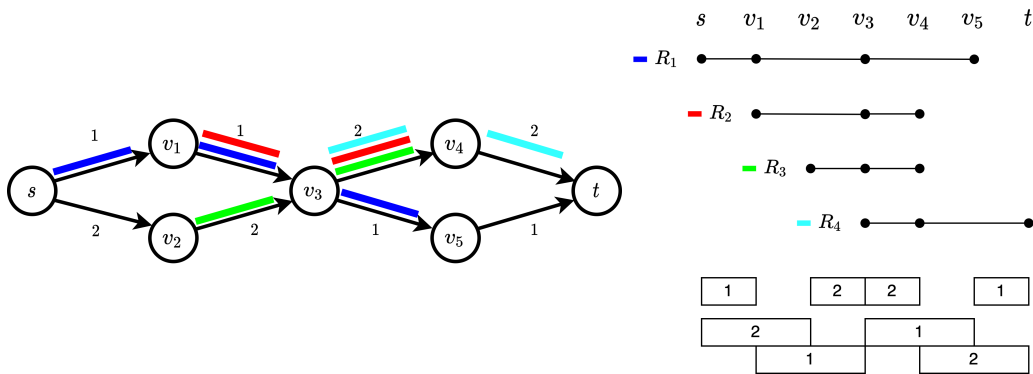 s v₁ v₂ v₃ v₄ v₅ t
R₁
R₂
R₃
R₄
1 1 2 2
v₁ v₄
s v₃ t
v₂ v₅
2 2 1 1
1 2 2 1
2 1
1 2